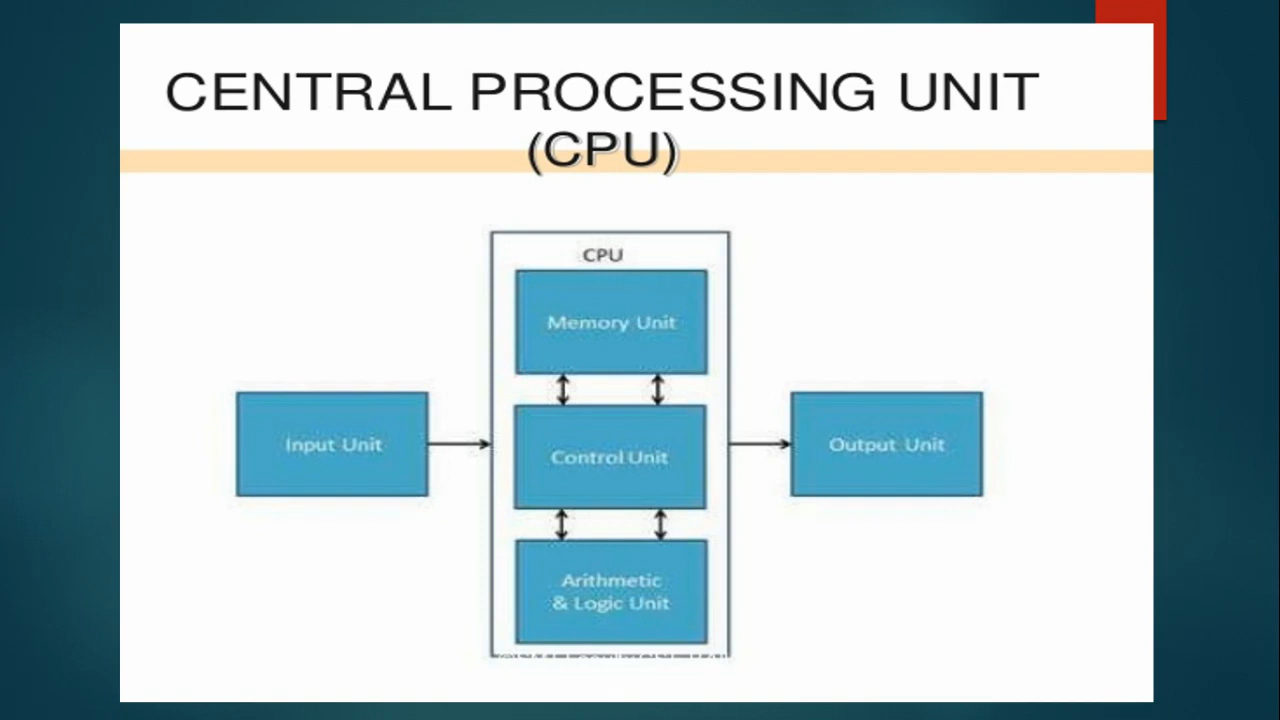 CENTRAL PROCESSING UNIT
(CPU)
CPU
Memory Unit
Input Unit
Control Unit
Output Unit
Arithmetic
& Logic Unit